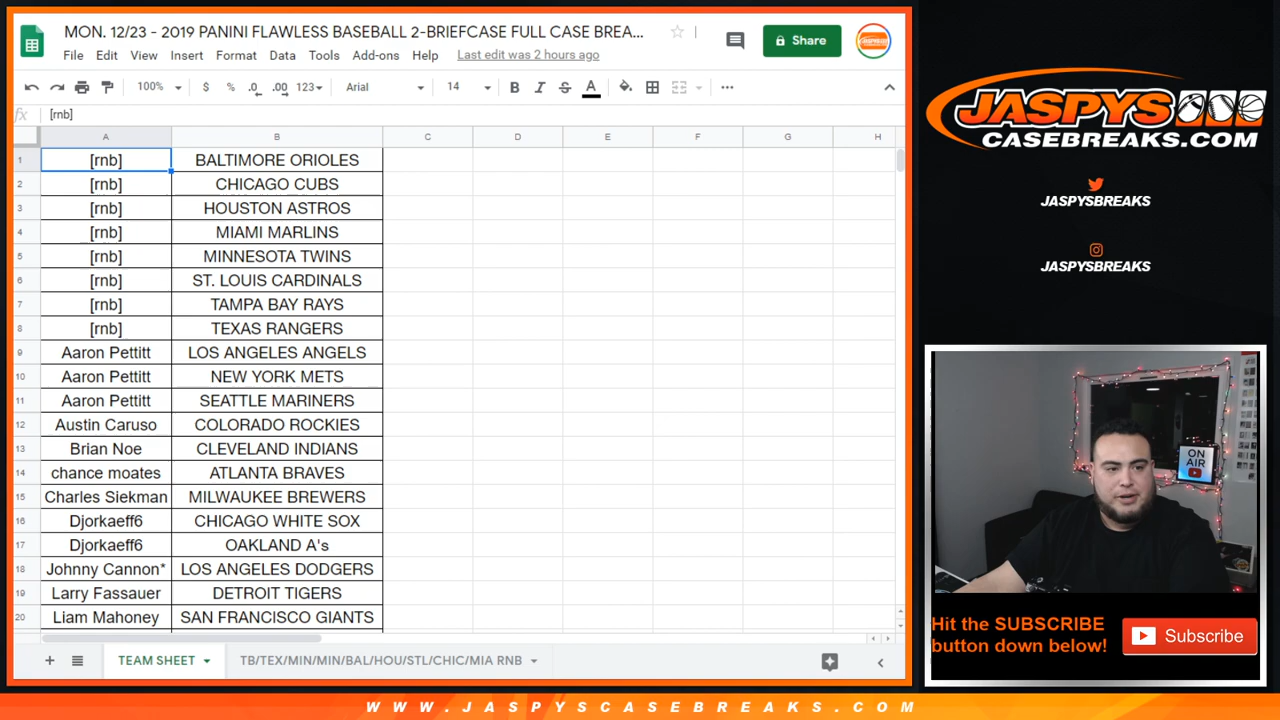 MON. 12/23 - 2019 PANINI FLAWLESS BASEBALL 2-BRIEFCASE FULL CASE BREA...
File Edit View Insert Format Data Tools Add-ons Help Last edit was 2 hours ago
Share
100% $ % .0 .00 123 Arial 14 B I S A
fx [rnb]
A B C D E F G H
1 [rnb] BALTIMORE ORIOLES
2 [rnb] CHICAGO CUBS
3 [rnb] HOUSTON ASTROS
4 [rnb] MIAMI MARLINS
5 [rnb] MINNESOTA TWINS
6 [rnb] ST. LOUIS CARDINALS
7 [rnb] TAMPA BAY RAYS
8 [rnb] TEXAS RANGERS
9 Aaron Pettitt LOS ANGELES ANGELS
10 Aaron Pettitt NEW YORK METS
11 Aaron Pettitt SEATTLE MARINERS
12 Austin Caruso COLORADO ROCKIES
13 Brian Noe CLEVELAND INDIANS
14 chance moates ATLANTA BRAVES
15 Charles Siekman MILWAUKEE BREWERS
16 Djorkaeff6 CHICAGO WHITE SOX
17 Djorkaeff6 OAKLAND A's
18 Johnny Cannon* LOS ANGELES DODGERS
19 Larry Fassauer DETROIT TIGERS
20 Liam Mahoney SAN FRANCISCO GIANTS
TEAM SHEET TB/TEX/MIN/MIN/BAL/HOU/STL/CHIC/MIA RNB
JASPYS
CASEBREAKS.COM
JASPYSBREAKS
JASPYSBREAKS
ON AIR
Hit the SUBSCRIBE
button down below!
Subscribe
WWW.JASPYSCASEBREAKS.COM